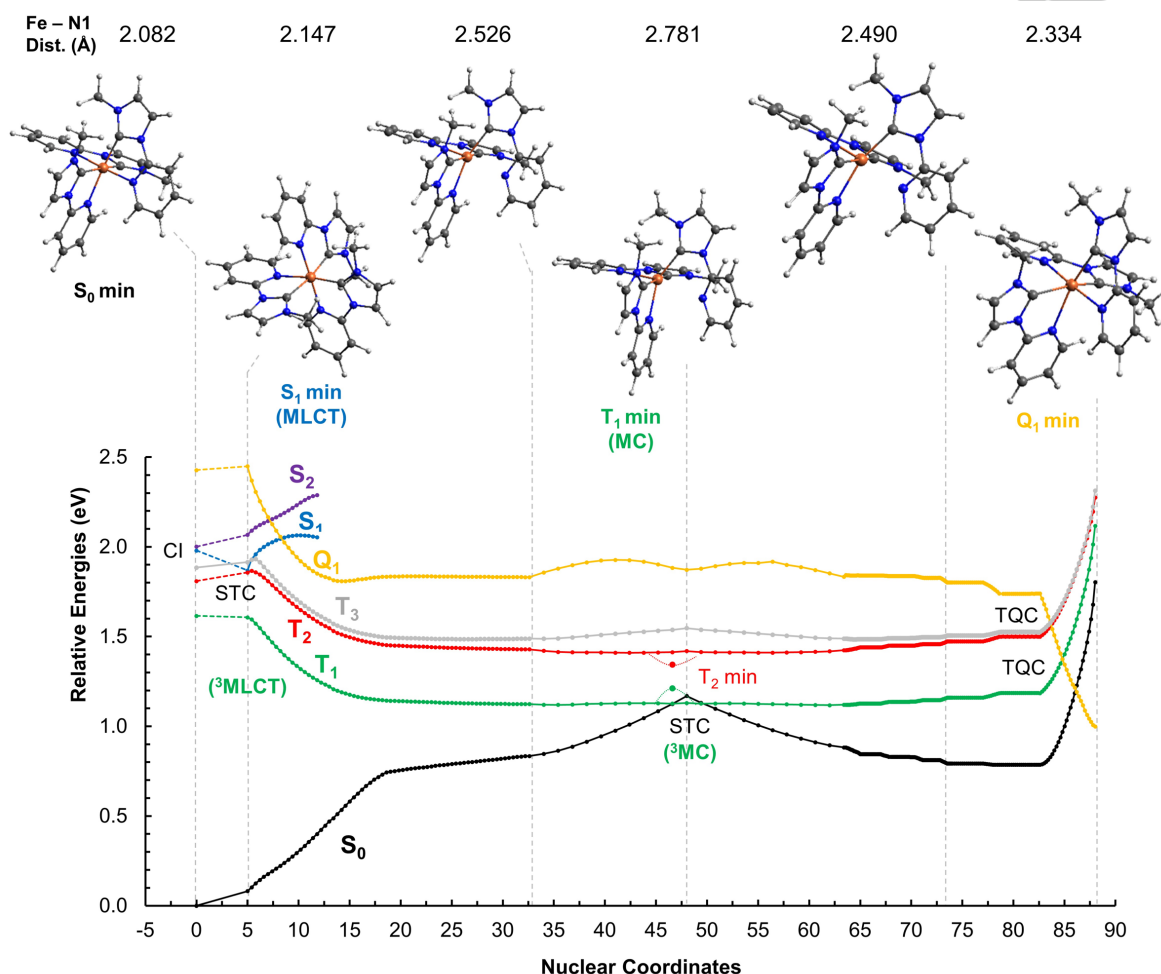 Fe – N1
Dist. (Å)
2.082 2.147 2.526 2.781 2.490 2.334
S₀ min
S₁ min
(MLCT)
T₁ min
(MC)
Q₁ min
Relative Energies (eV)
2.5
2.0
1.5
1.0
0.5
0.0
CI
STC
S₂
S₁
Q₁
T₃
T₂
T₁
(³MLCT)
S₀
T₂ min
STC
(³MC)
TQC
TQC
-5 0 5 10 15 20 25 30 35 40 45 50 55 60 65 70 75 80 85 90
Nuclear Coordinates